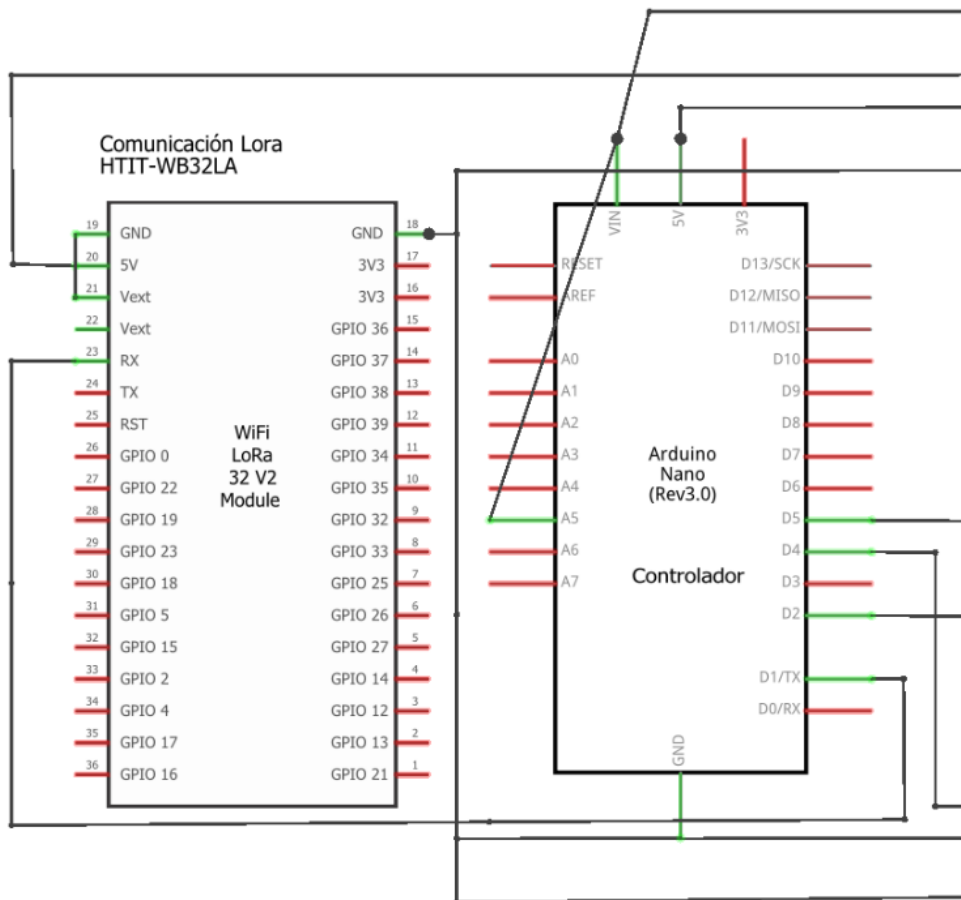 Comunicación Lora
HTIT-WB32LA
19 GND
20 5V
21 Vext
22 Vext
23 RX
24 TX
25 RST
26 GPIO 0
27 GPIO 22
28 GPIO 19
29 GPIO 23
30 GPIO 18
31 GPIO 5
32 GPIO 15
33 GPIO 2
34 GPIO 4
35 GPIO 17
36 GPIO 16
WiFi
LoRa
32 V2
Module
GND 18
3V3 17
3V3 16
GPIO 36 15
GPIO 37 14
GPIO 38 13
GPIO 39 12
GPIO 34 11
GPIO 35 10
GPIO 32 9
GPIO 33 8
GPIO 25 7
GPIO 26 6
GPIO 27 5
GPIO 14 4
GPIO 12 3
GPIO 13 2
GPIO 21 1
VIN
5V
3V3
RESET
AREF
A0
A1
A2
A3
A4
A5
A6
A7
Arduino
Nano
(Rev3.0)
Controlador
D13/SCK
D12/MISO
D11/MOSI
D10
D9
D8
D7
D6
D5
D4
D3
D2
D1/TX
D0/RX
GND